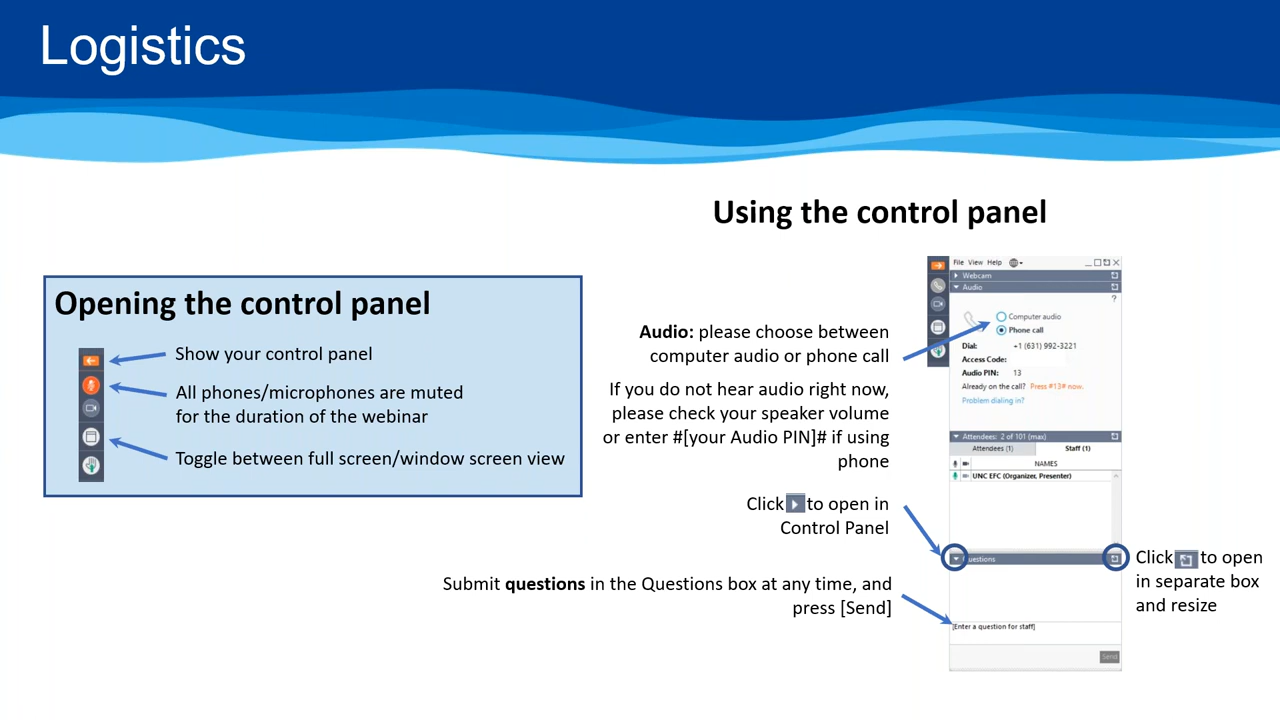 Logistics
Using the control panel
Opening the control panel
Show your control panel
All phones/microphones are muted
for the duration of the webinar
Toggle between full screen/window screen view
Audio: please choose between
computer audio or phone call
If you do not hear audio right now,
please check your speaker volume
or enter #[your Audio PIN]# if using
phone
Click to open in
Control Panel
Submit questions in the Questions box at any time, and
press [Send]
File View Help
Webcam
Audio
?
Computer audio
Phone call
Dial: +1 (631) 992-3221
Access Code:
Audio PIN: 13
Already on the call? Press #13# now.
Problem dialing in?
Attendees: 2 of 101 (max)
Attendees (1) Staff (1)
NAMES
UNC EFC (Organizer, Presenter)
Questions
[Enter a question for staff]
Send
Click to open
in separate box
and resize